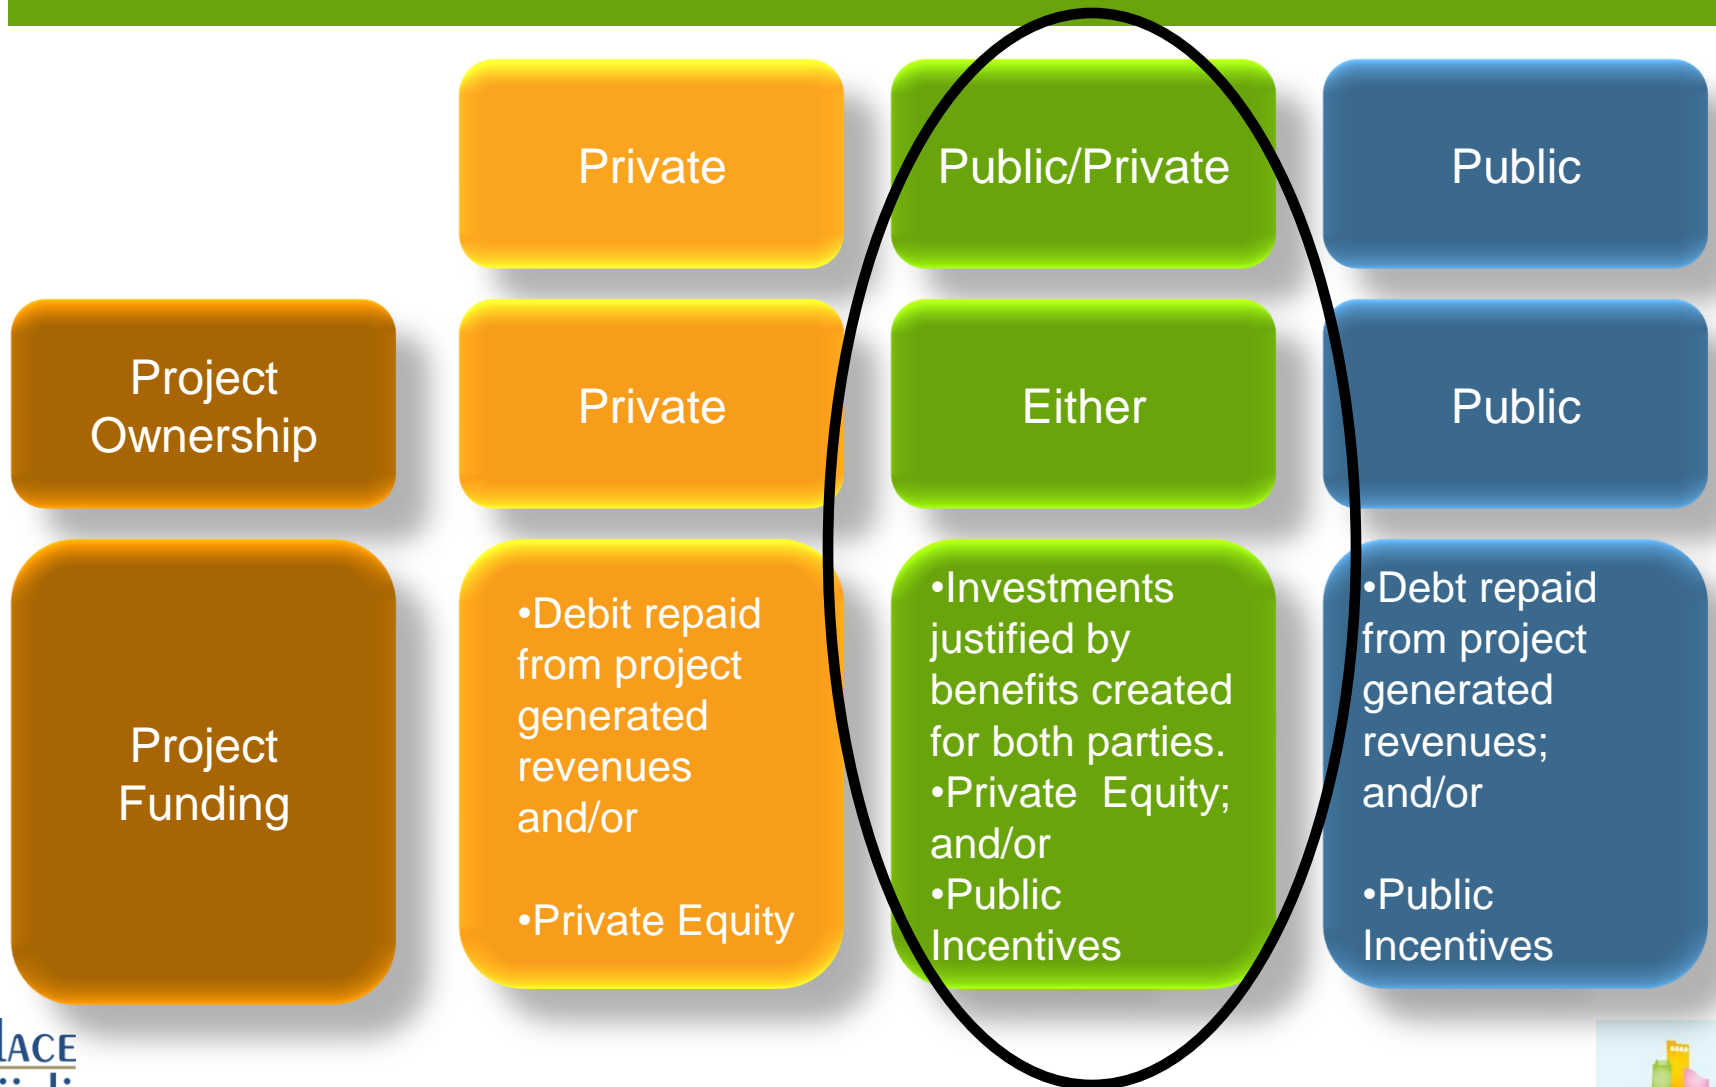 Private
Public/Private
Public
Project
Ownership
Private
Either
Public
Project
Funding
•Debit repaid
from project
generated
revenues
and/or
•Private Equity
•Investments
justified by
benefits created
for both parties.
•Private  Equity;
and/or
•Public
Incentives
•Debt repaid
from project
generated
revenues;
and/or
•Public
Incentives